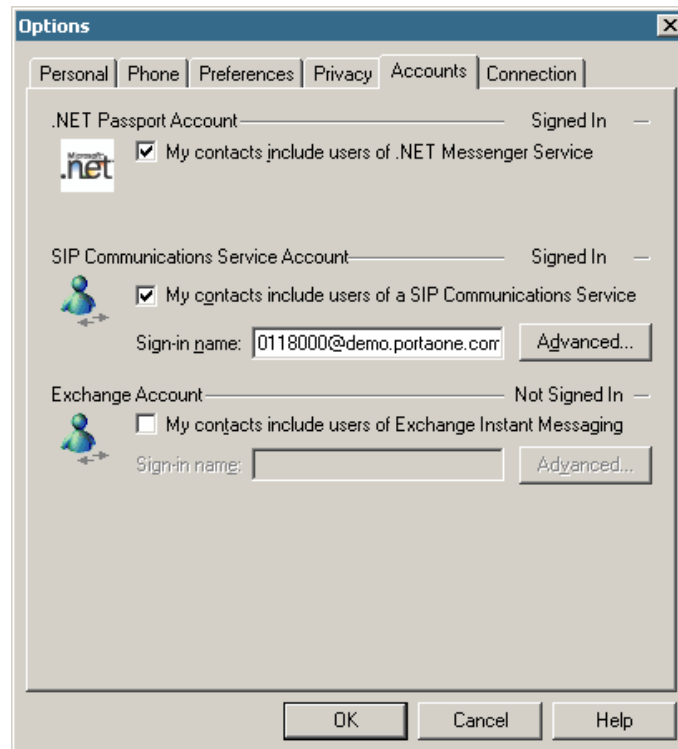 Options
Personal Phone Preferences Privacy Accounts Connection
.NET Passport Account Signed In
Microsoft
.net My contacts include users of .NET Messenger Service
SIP Communications Service Account Signed In
My contacts include users of a SIP Communications Service
Sign-in name: 0118000@demo.portaone.com Advanced...
Exchange Account Not Signed In
My contacts include users of Exchange Instant Messaging
Sign-in name: Advanced...
OK Cancel Help